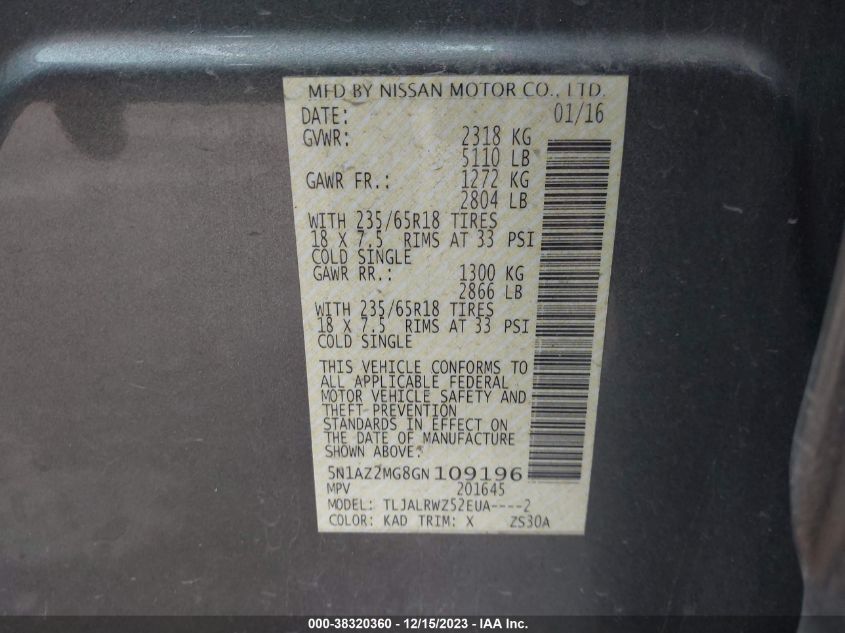 MFD BY NISSAN MOTOR CO., LTD.
DATE: 01/16
GVWR: 2318 KG
5110 LB
GAWR FR.: 1272 KG
2804 LB
WITH 235/65R18 TIRES
18 X 7.5 RIMS AT 33 PSI
COLD SINGLE
GAWR RR.: 1300 KG
2866 LB
WITH 235/65R18 TIRES
18 X 7.5 RIMS AT 33 PSI
COLD SINGLE
THIS VEHICLE CONFORMS TO
ALL APPLICABLE FEDERAL
MOTOR VEHICLE SAFETY AND
THEFT PREVENTION
STANDARDS IN EFFECT ON
THE DATE OF MANUFACTURE
SHOWN ABOVE:
5N1AZ2MG8GN109196
MPV 201645
MODEL: TLJALRWZ52EUA----2
COLOR: KAD TRIM: X ZS30A
000-38320360 - 12/15/2023 - IAA Inc.